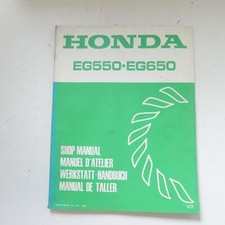 HONDA
EG550•EG650
SHOP MANUAL
MANUEL D'ATELIER
WERKSTATT-HANDBUCH
MANUAL DE TALLER